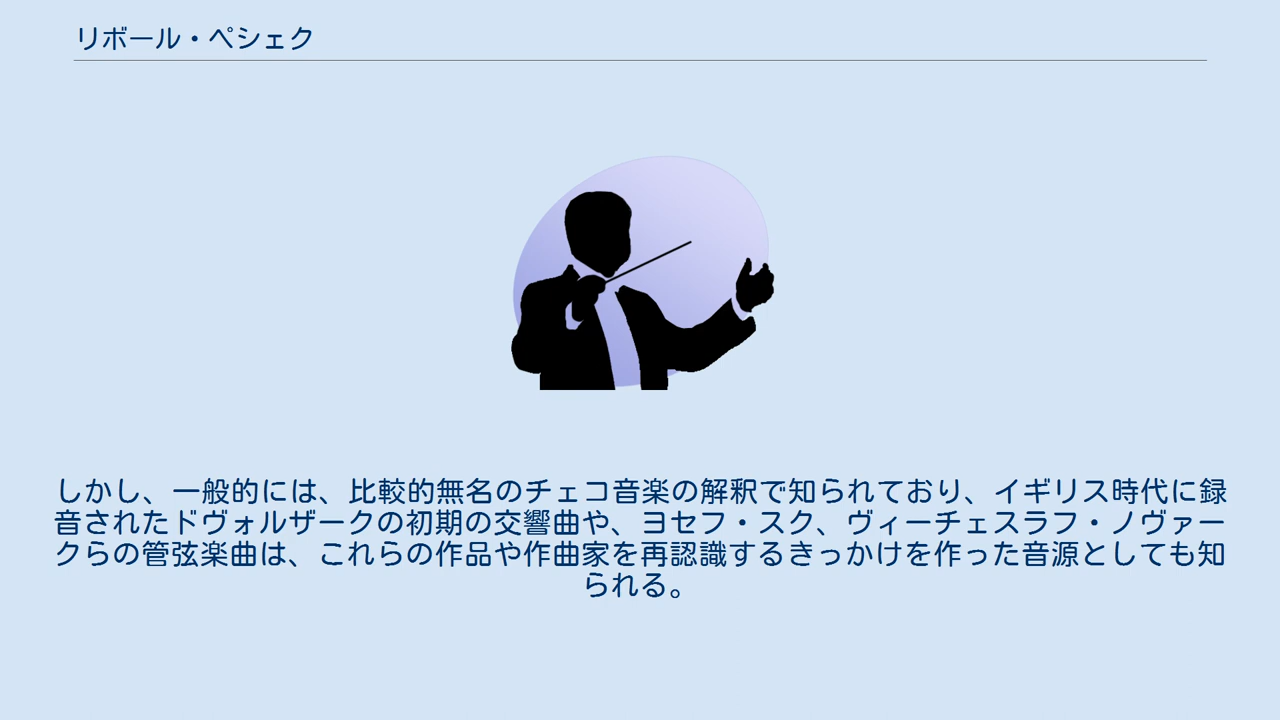 リボール・ペシェク
しかし、一般的には、比較的無名のチェコ音楽の解釈で知られており、イギリス時代に録
音されたドヴォルザークの初期の交響曲や、ヨセフ・スク、ヴィーチェスラフ・ノヴァー
クらの管弦楽曲は、これらの作品や作曲家を再認識するきっかけを作った音源としても知
られる。